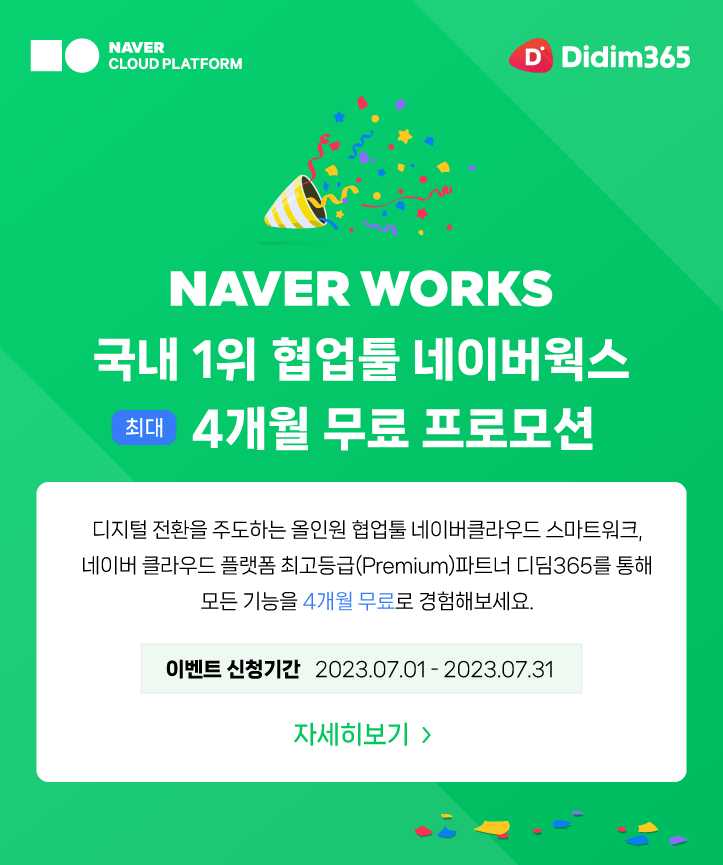 NAVER
CLOUD PLATFORM
D
Didim365
NAVER WORKS
국내 1위 협업툴 네이버웍스
최대 4개월 무료 프로모션
디지털 전환을 주도하는 올인원 협업툴 네이버클라우드 스마트워크,
네이버 클라우드 플랫폼 최고등급(Premium)파트너 디딤365를 통해
모든 기능을 4개월 무료로 경험해보세요.
이벤트 신청기간 2023.07.01 - 2023.07.31
자세히보기 >